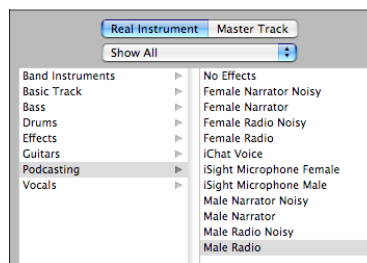 Real Instrument
Master Track
Show All
Band Instruments
Basic Track
Bass
Drums
Effects
Guitars
Podcasting
Vocals
No Effects
Female Narrator Noisy
Female Narrator
Female Radio Noisy
Female Radio
iChat Voice
iSight Microphone Female
iSight Microphone Male
Male Narrator Noisy
Male Narrator
Male Radio Noisy
Male Radio